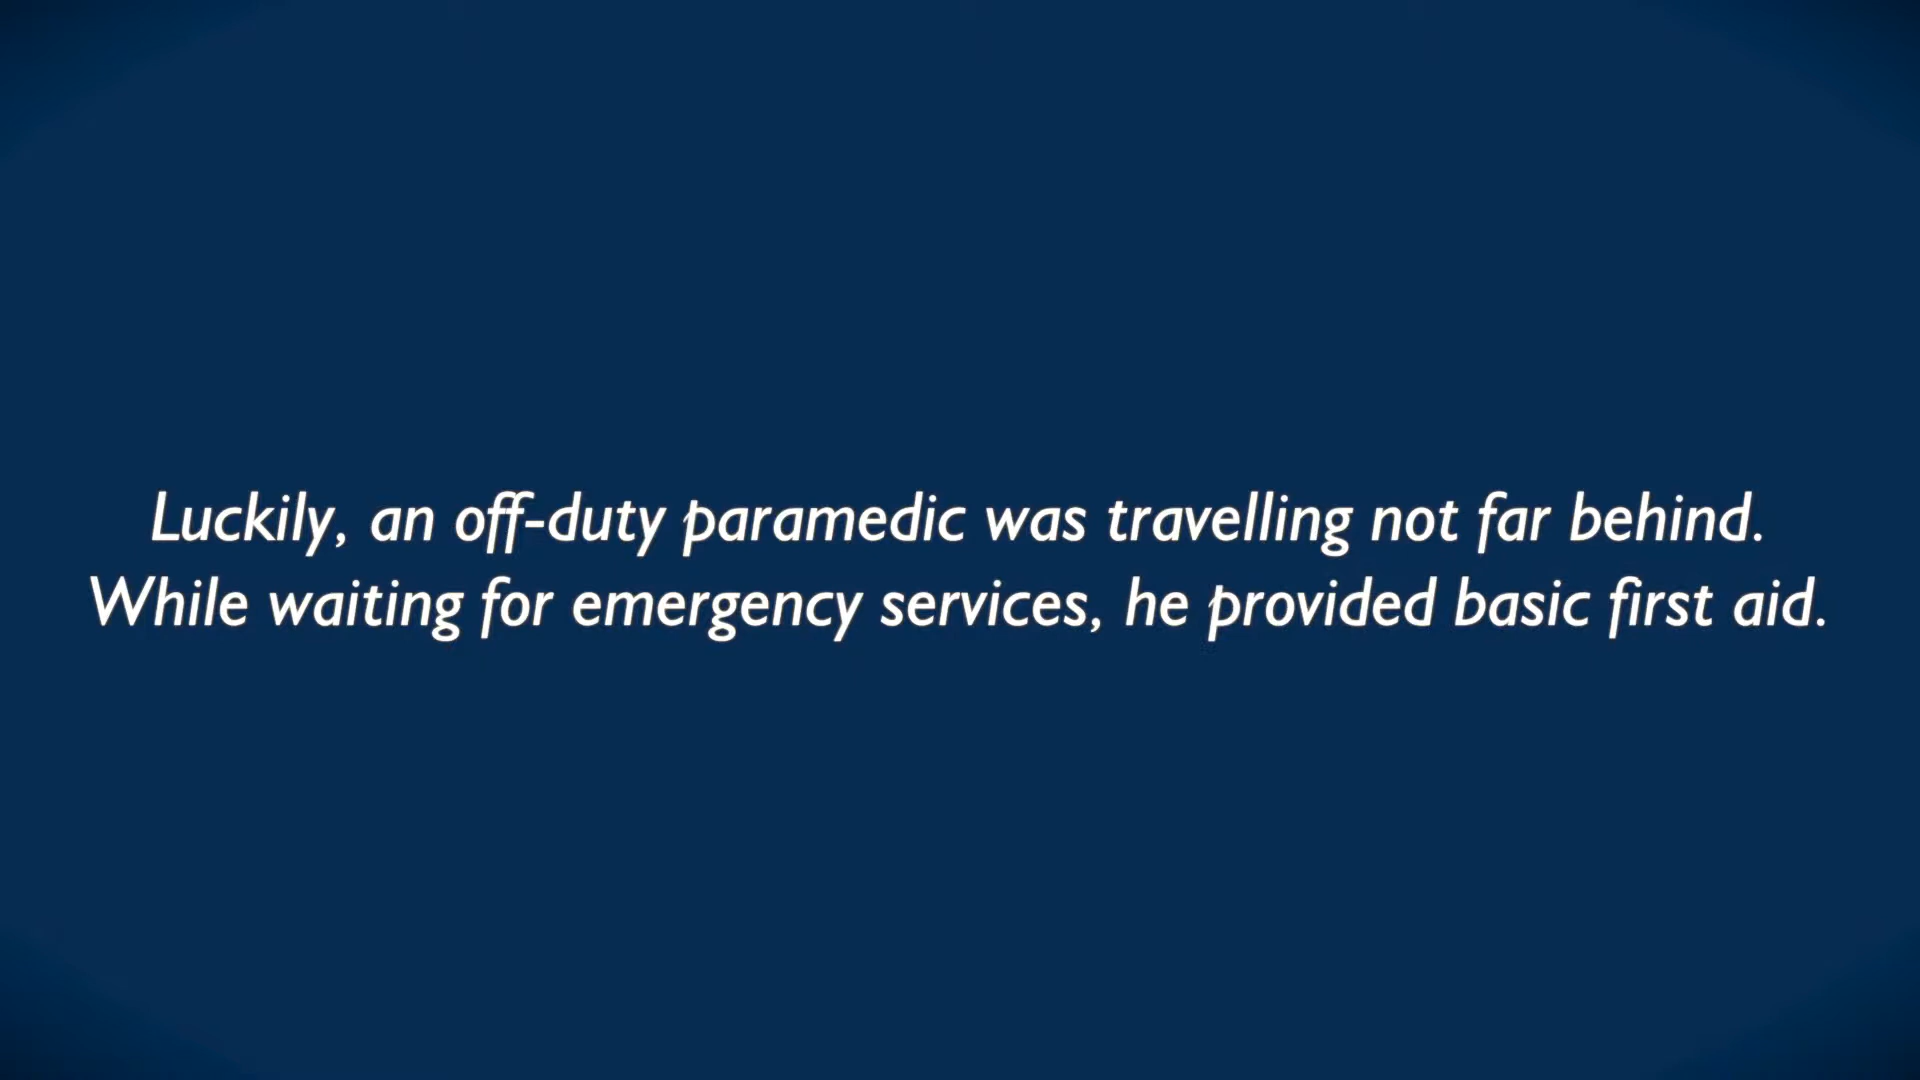 Luckily, an off-duty paramedic was travelling not far behind.
While waiting for emergency services, he provided basic first aid.